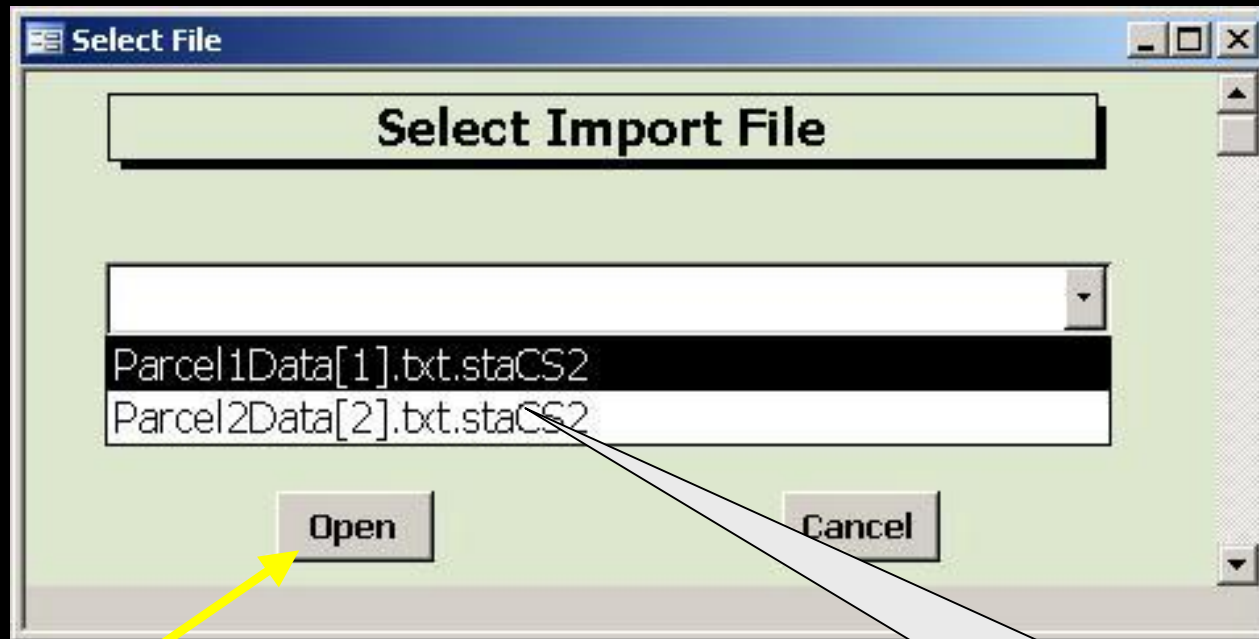 Select File
Select Import File
Parcel1Data[1].txt.staCS2
Parcel2Data[2].txt.staCS2
Open
Cancel